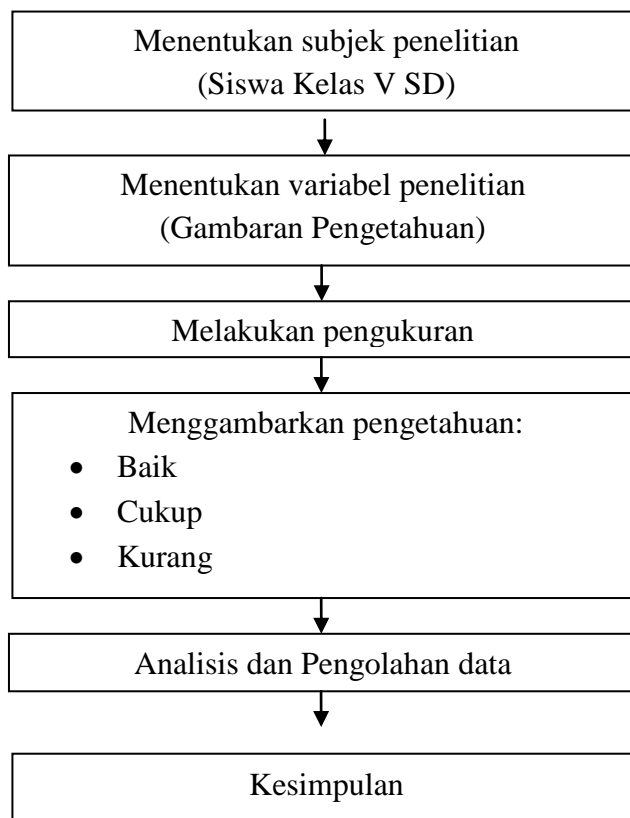 Menentukan subjek penelitian
(Siswa Kelas V SD)
Menentukan variabel penelitian
(Gambaran Pengetahuan)
Melakukan pengukuran
Menggambarkan pengetahuan:
• Baik
• Cukup
• Kurang
Analisis dan Pengolahan data
Kesimpulan